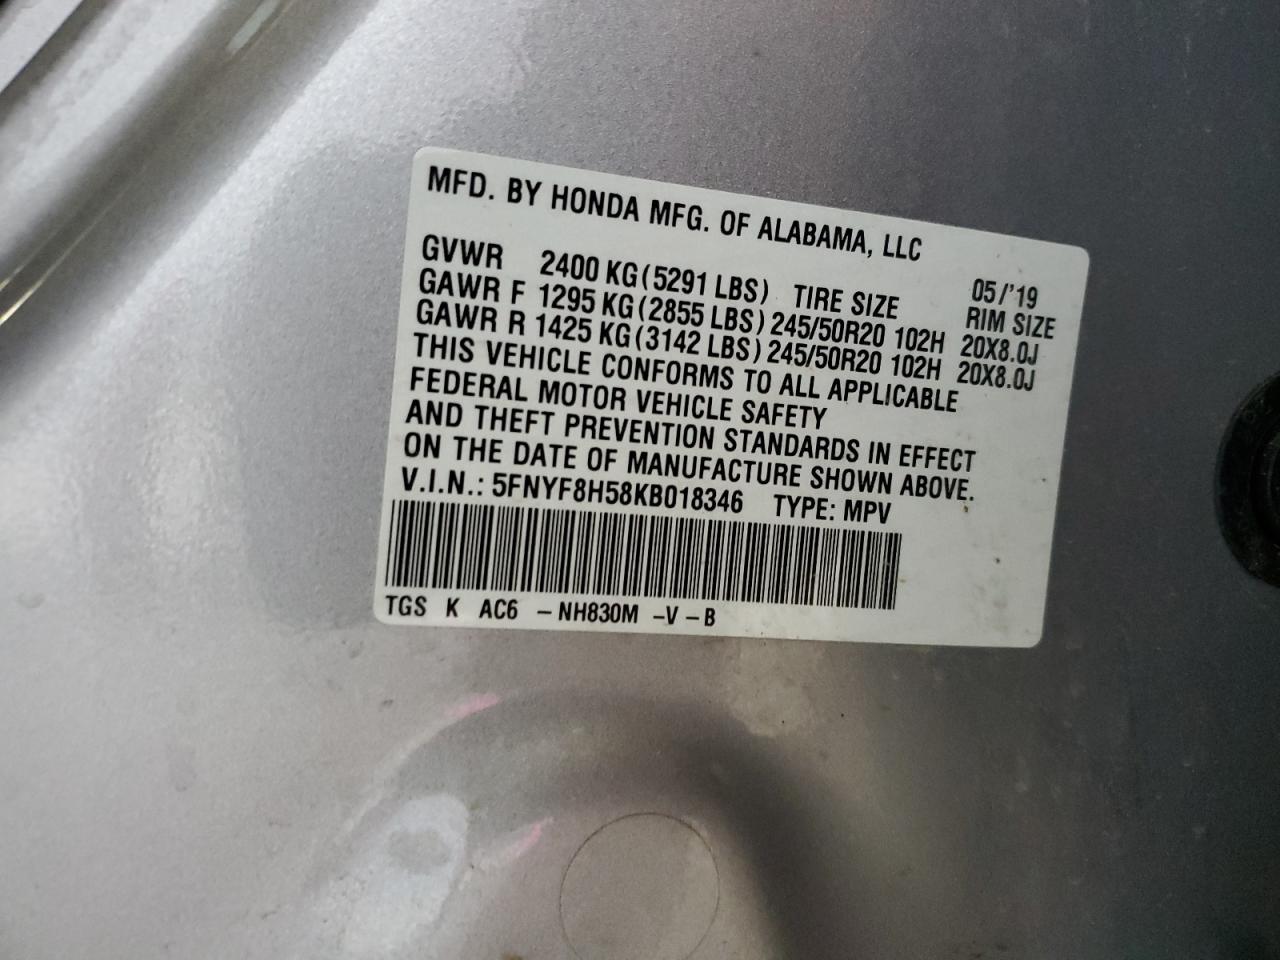 MFD. BY HONDA MFG. OF ALABAMA, LLC
05/'19
GVWR 2400 KG(5291 LBS) TIRE SIZE RIM SIZE
GAWR F 1295 KG(2855 LBS) 245/50R20 102H 20X8.0J
GAWR R 1425 KG(3142 LBS) 245/50R20 102H 20X8.0J
THIS VEHICLE CONFORMS TO ALL APPLICABLE
FEDERAL MOTOR VEHICLE SAFETY
AND THEFT PREVENTION STANDARDS IN EFFECT
ON THE DATE OF MANUFACTURE SHOWN ABOVE.
V.I.N.: 5FNYF8H58KB018346 TYPE: MPV
TGS K AC6 -NH830M -V-B